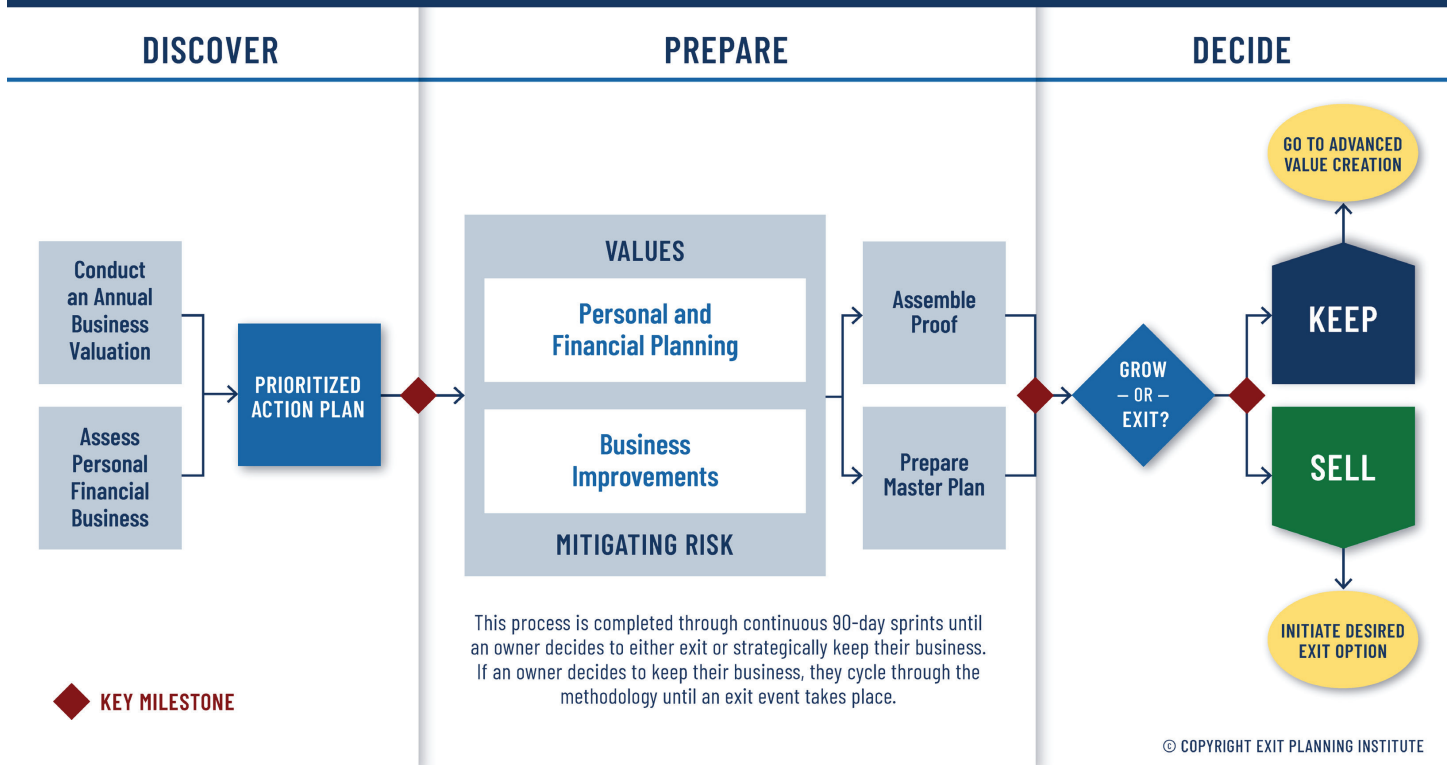 DISCOVER
PREPARE
DECIDE
Conduct
an Annual
Business
Valuation
Assess
Personal
Financial
Business
PRIORITIZED
ACTION PLAN
VALUES
Personal and
Financial Planning
Business
Improvements
MITIGATING RISK
Assemble
Proof
Prepare
Master Plan
This process is completed through continuous 90-day sprints until
an owner decides to either exit or strategically keep their business.
If an owner decides to keep their business, they cycle through the
methodology until an exit event takes place.
GROW
— OR —
EXIT?
GO TO ADVANCED
VALUE CREATION
KEEP
SELL
INITIATE DESIRED
EXIT OPTION
KEY MILESTONE
© COPYRIGHT EXIT PLANNING INSTITUTE